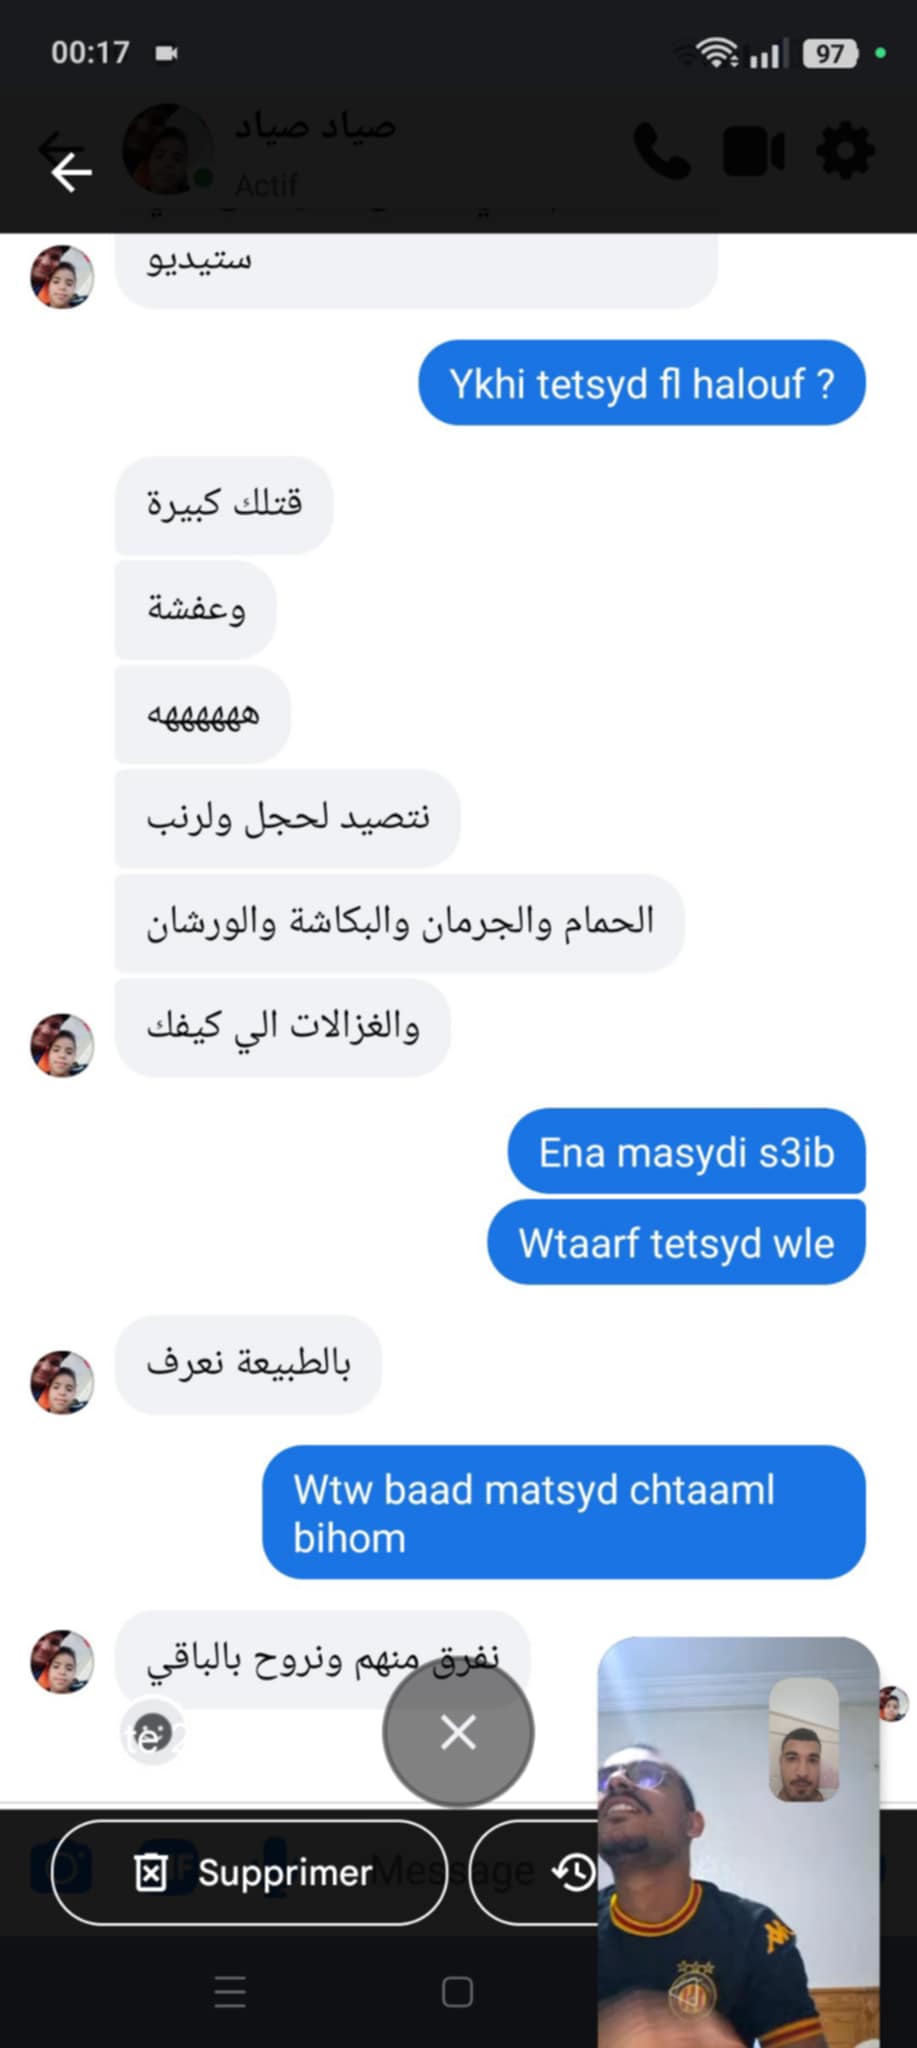 00:17
97
صياد صياد
Actif
ستيديو
Ykhi tetsyd fl halouf ?
قتلك كبيرة
وعفشة
ههههههه
نتصيد لحجل ولرنب
الحمام والجرمان والبكاشة والورشان
والغزالات الي كيفك
Ena masydi s3ib
Wtaarf tetsyd wle
بالطبيعة نعرف
Wtw baad matsyd chtaaml
bihom
نفرق منهم ونروح بالباقي
Supprimer
Message